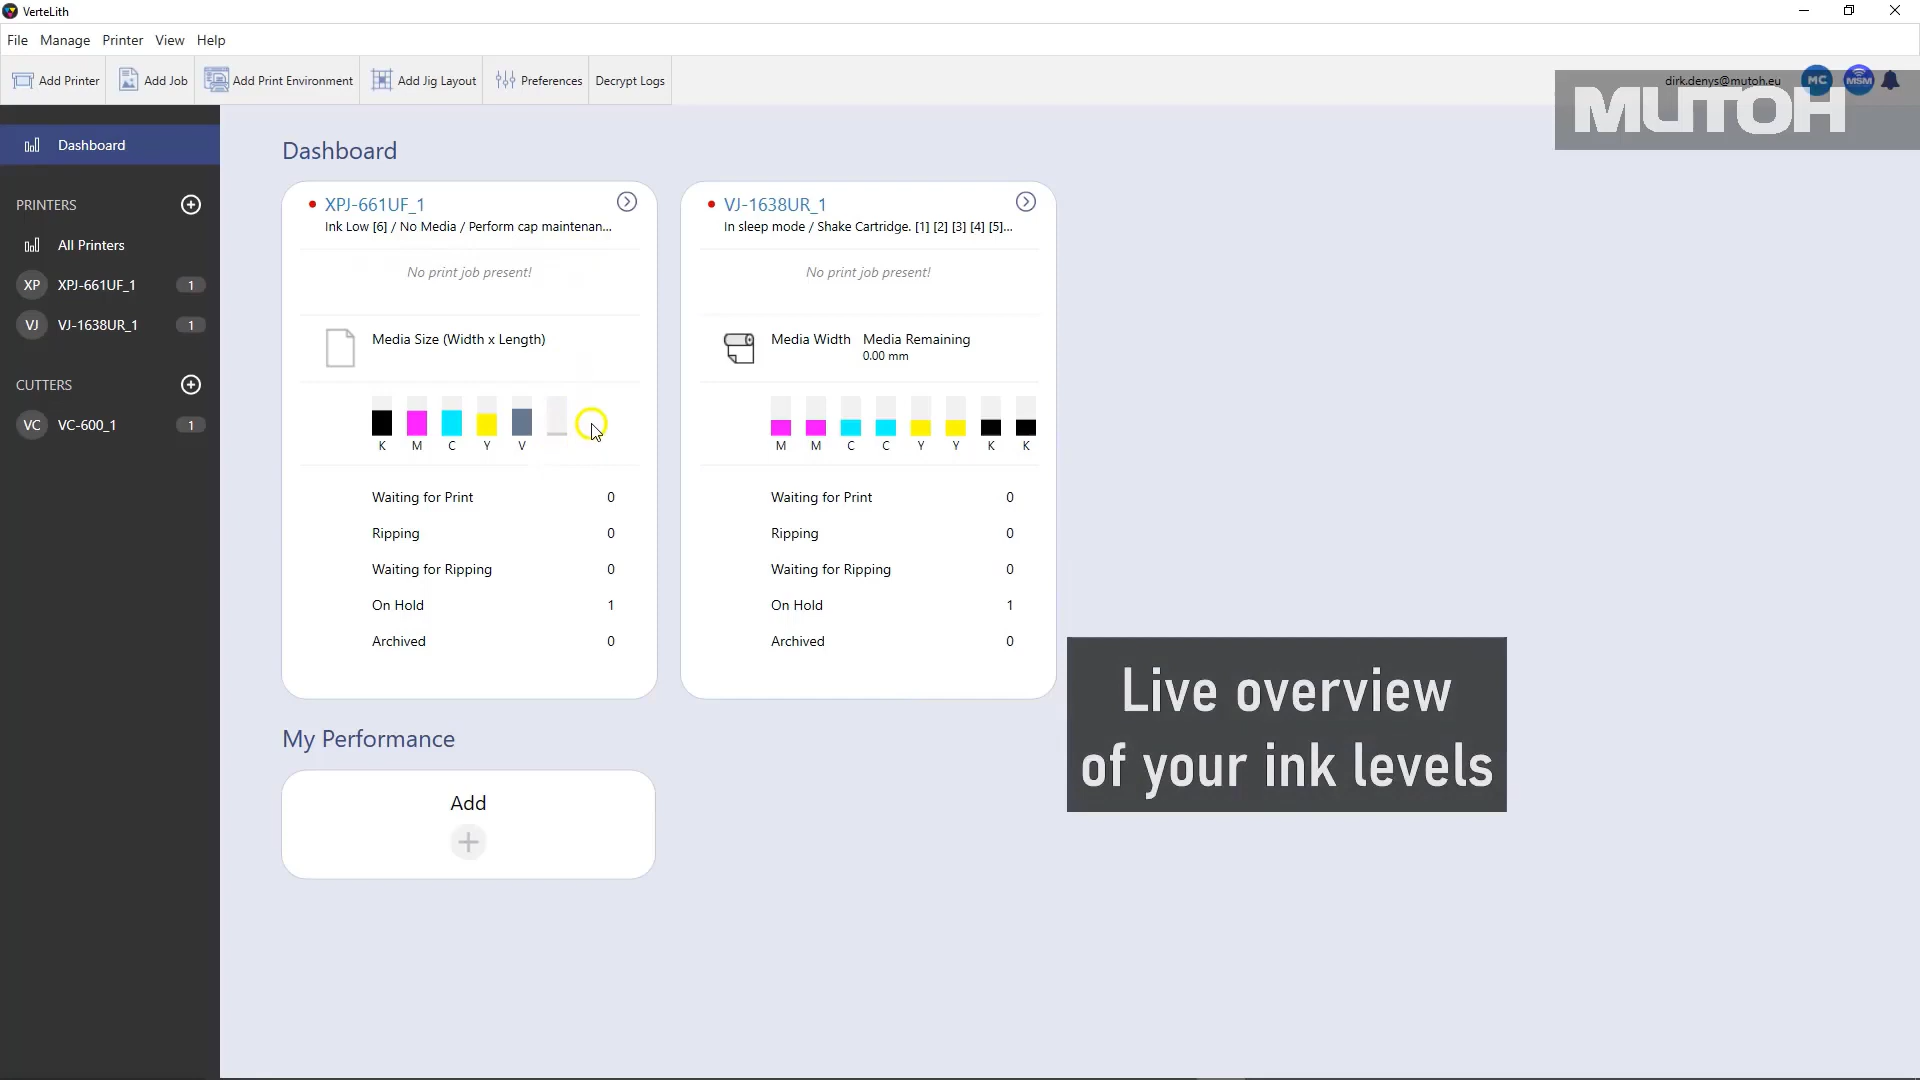 VerteLith
File Manage Printer View Help
Add Printer Add Job Add Print Environment Add Jig Layout Preferences Decrypt Logs
dirk.denys@mutoh.eu MC MSM
MUTOH
Dashboard
PRINTERS
All Printers
XP XPJ-661UF_1 1
VJ VJ-1638UR_1 1
CUTTERS
VC VC-600_1 1
Dashboard
XPJ-661UF_1
Ink Low [6] / No Media / Perform cap maintenan...
No print job present!
Media Size (Width x Length)
K M C Y V
Waiting for Print 0
Ripping 0
Waiting for Ripping 0
On Hold 1
Archived 0
VJ-1638UR_1
In sleep mode / Shake Cartridge. [1] [2] [3] [4] [5]...
No print job present!
Media Width Media Remaining
0.00 mm
M M C C Y Y K K
Waiting for Print 0
Ripping 0
Waiting for Ripping 0
On Hold 1
Archived 0
Live overview
of your ink levels
My Performance
Add